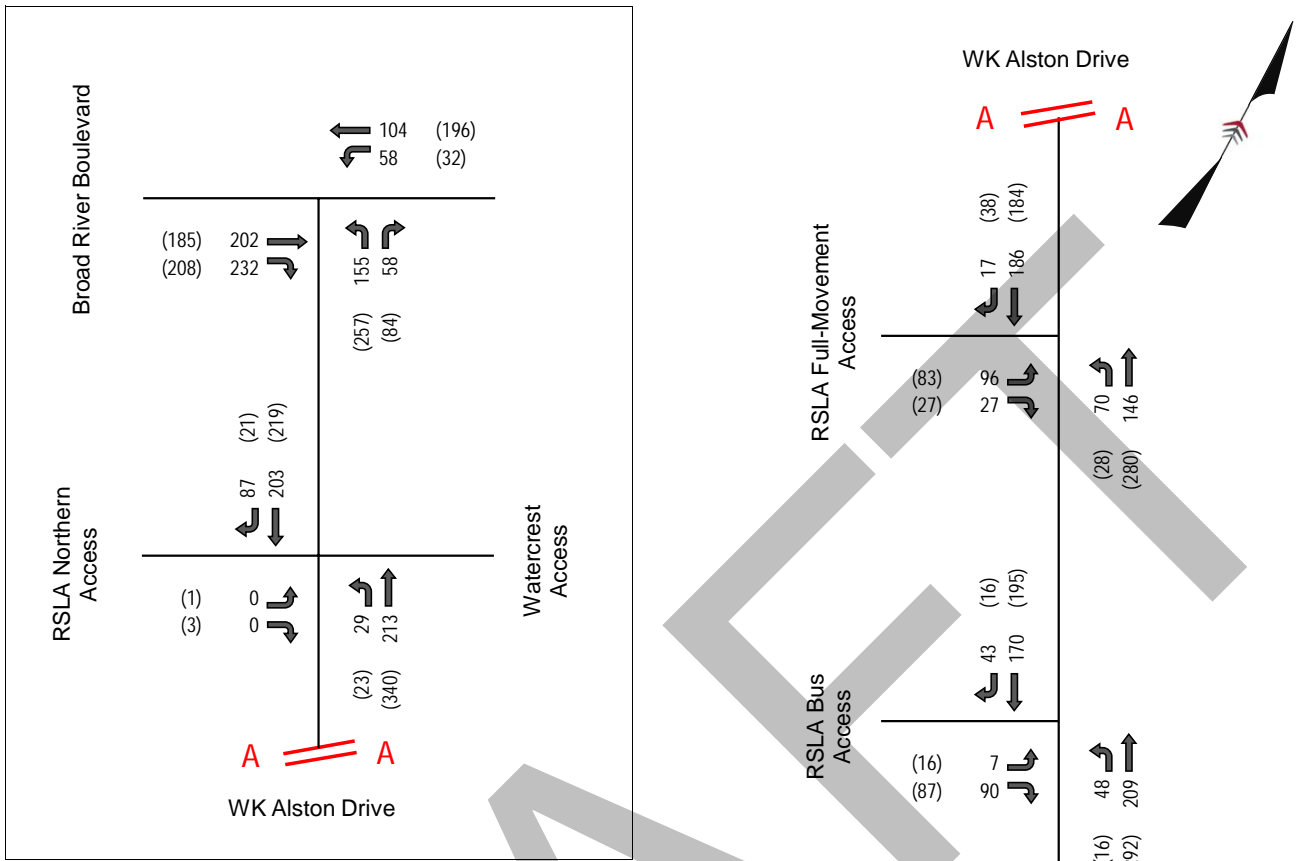 Broad River Boulevard
104 (196)
58 (32)
(185) 202
(208) 232
155 58
(257) (84)
(21) (219)
87 203
RSLA Northern
Access
Watercrest
Access
(1) 0
(3) 0
29 213
(23) (340)
A A
WK Alston Drive
WK Alston Drive
A A
(38) (184)
17 186
RSLA Full-Movement
Access
(83) 96
(27) 27
70 146
(28) (280)
(16) (195)
43 170
RSLA Bus
Access
(16) 7
(87) 90
48 209